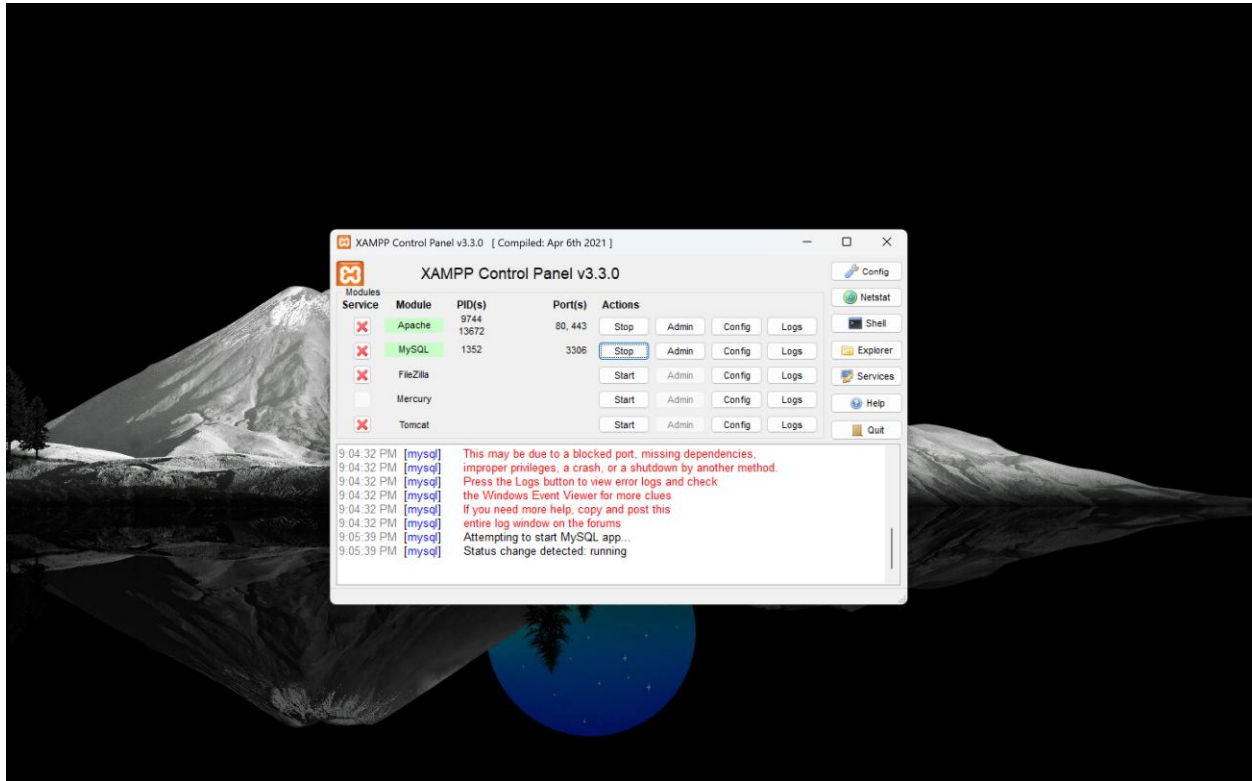 XAMPP Control Panel v3.3.0 [ Compiled: Apr 6th 2021 ]
XAMPP Control Panel v3.3.0
Config
Modules
Service Module PID(s) Port(s) Actions
Netstat
Apache 9744 13672 80, 443 Stop Admin Config Logs
Shell
MySQL 1352 3306 Stop Admin Config Logs
Explorer
FileZilla Start Admin Config Logs
Services
Mercury Start Admin Config Logs
Help
Tomcat Start Admin Config Logs
Quit
9:04:32 PM [mysql] This may be due to a blocked port, missing dependencies,
9:04:32 PM [mysql] improper privileges, a crash, or a shutdown by another method.
9:04:32 PM [mysql] Press the Logs button to view error logs and check
9:04:32 PM [mysql] the Windows Event Viewer for more clues
9:04:32 PM [mysql] If you need more help, copy and post this
9:04:32 PM [mysql] entire log window on the forums
9:05:39 PM [mysql] Attempting to start MySQL app...
9:05:39 PM [mysql] Status change detected: running